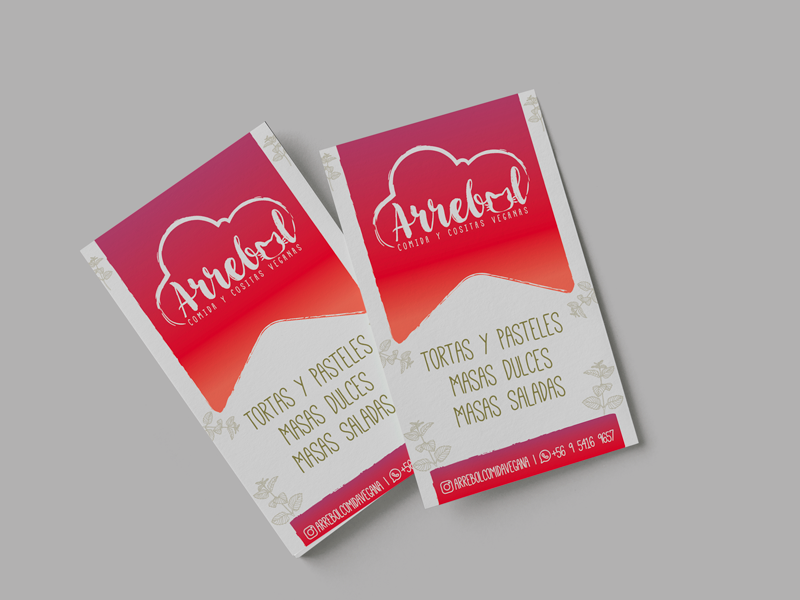 Arrebol
COMIDA Y COSITAS VEGANAS
TORTAS Y PASTELES
MASAS DULCES
MASAS SALADAS
ARREBOLCOMIDAVEGANA | +56
Arrebol
COMIDA Y COSITAS VEGANAS
TORTAS Y PASTELES
MASAS DULCES
MASAS SALADAS
ARREBOLCOMIDAVEGANA | +56 9 5416 9657